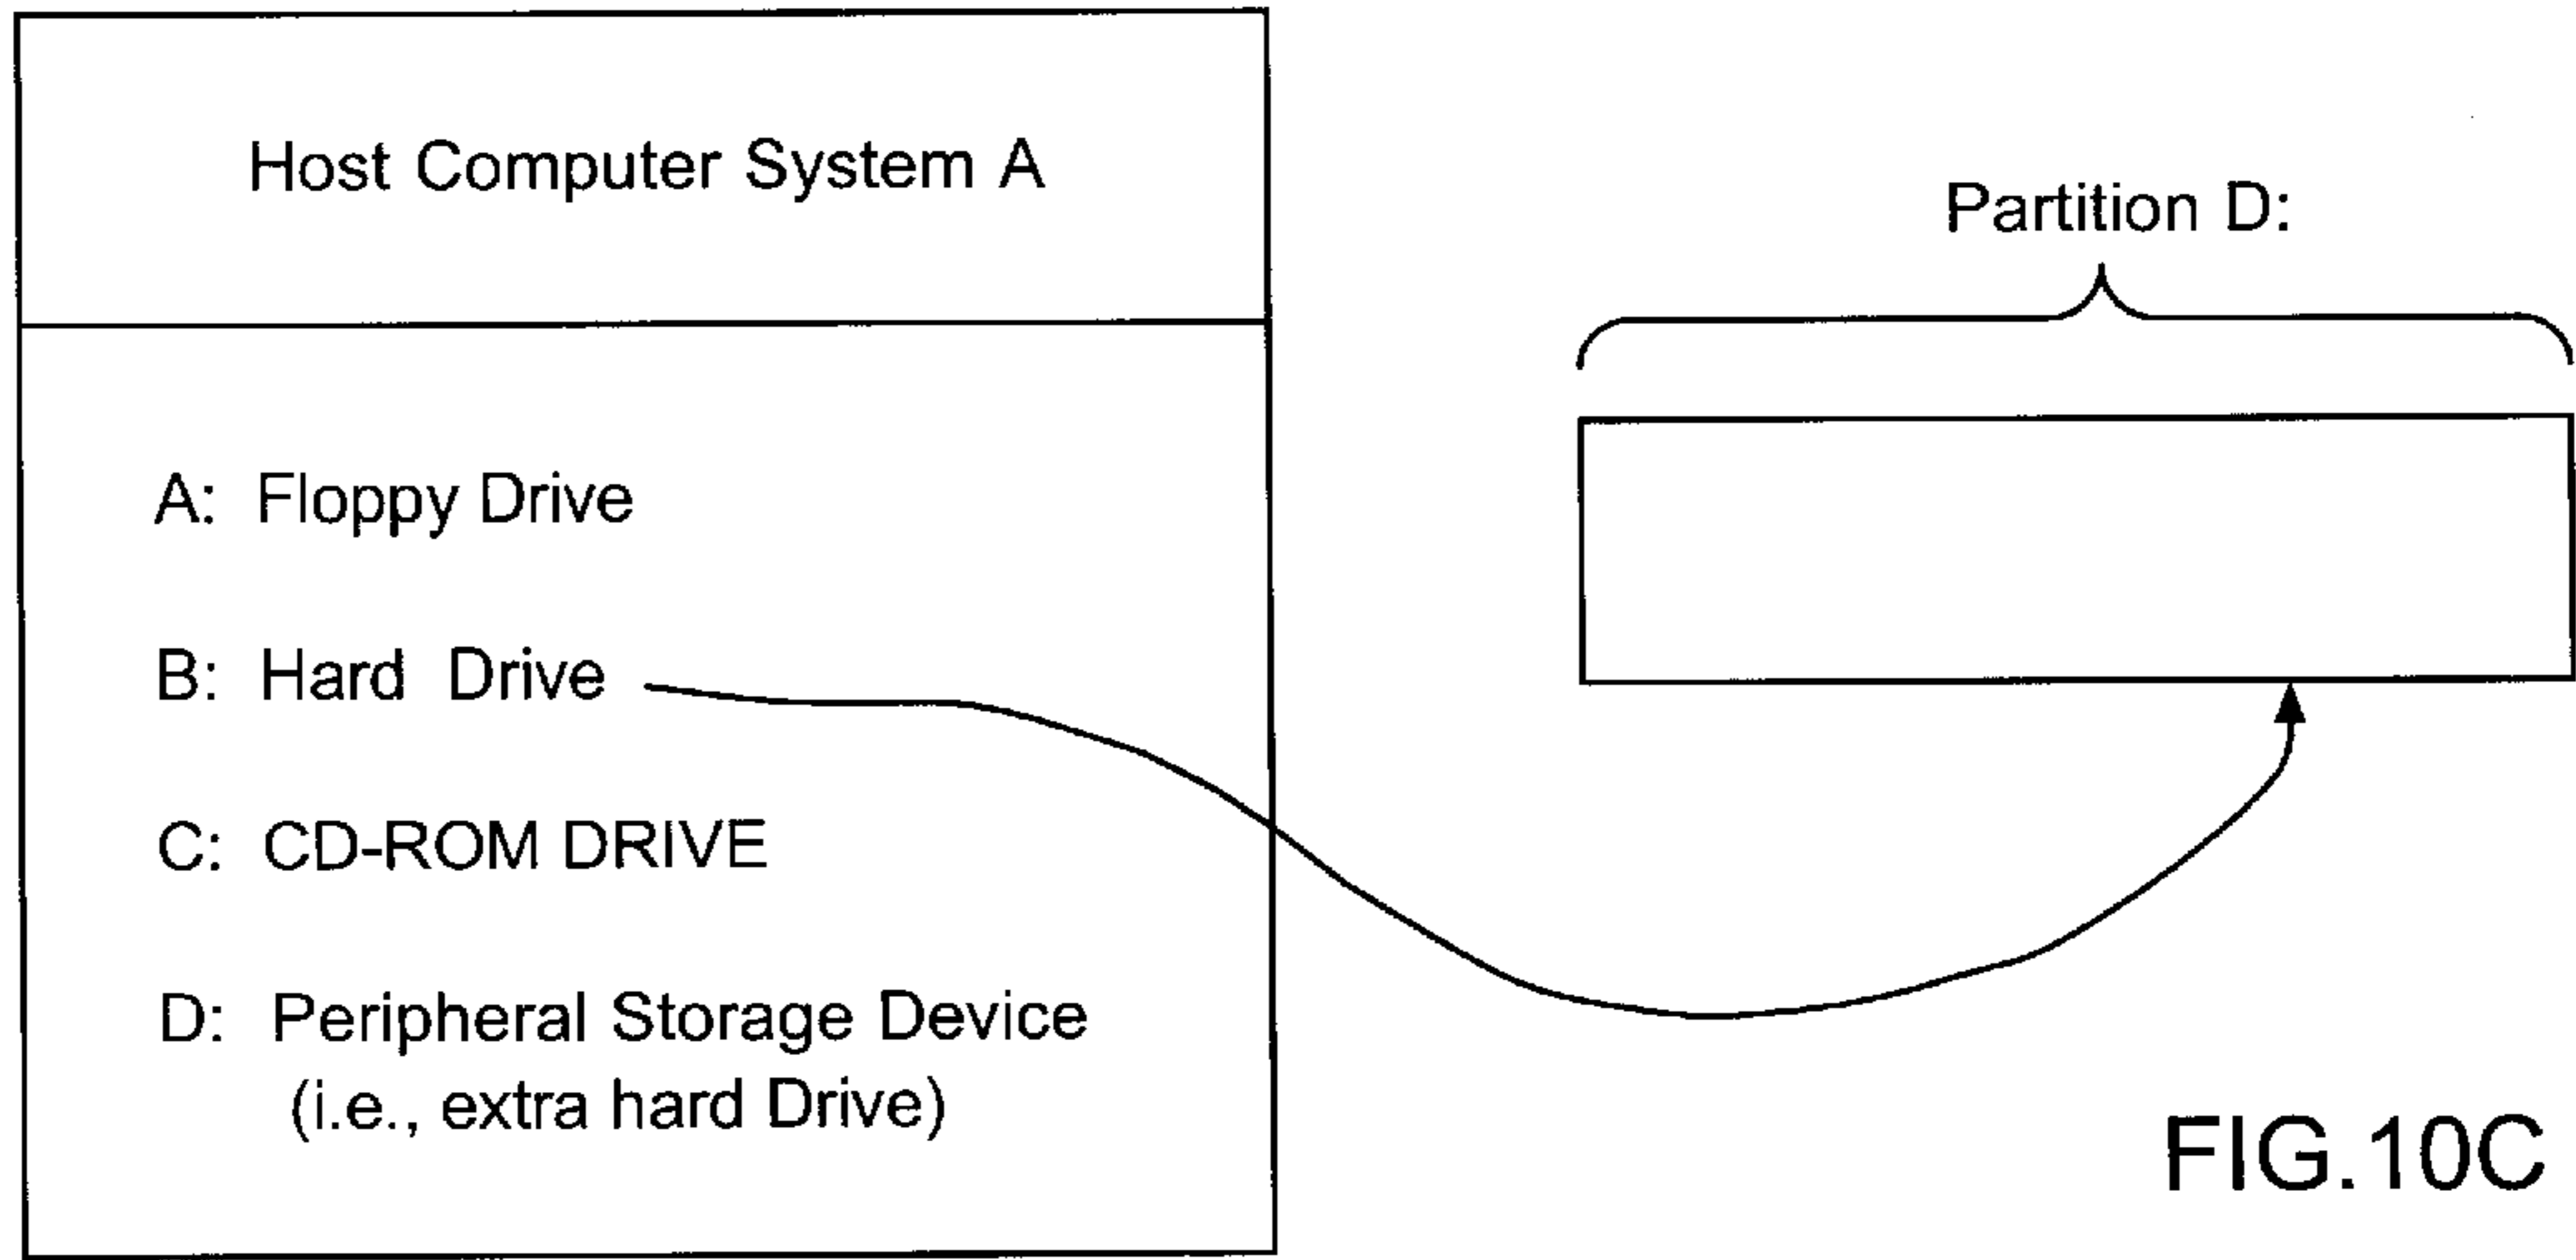 Host Computer System A
Partition D:
A: Floppy Drive
B: Hard Drive
C: CD-ROM DRIVE
D: Peripheral Storage Device
(i.e., extra hard Drive)
FIG.10C